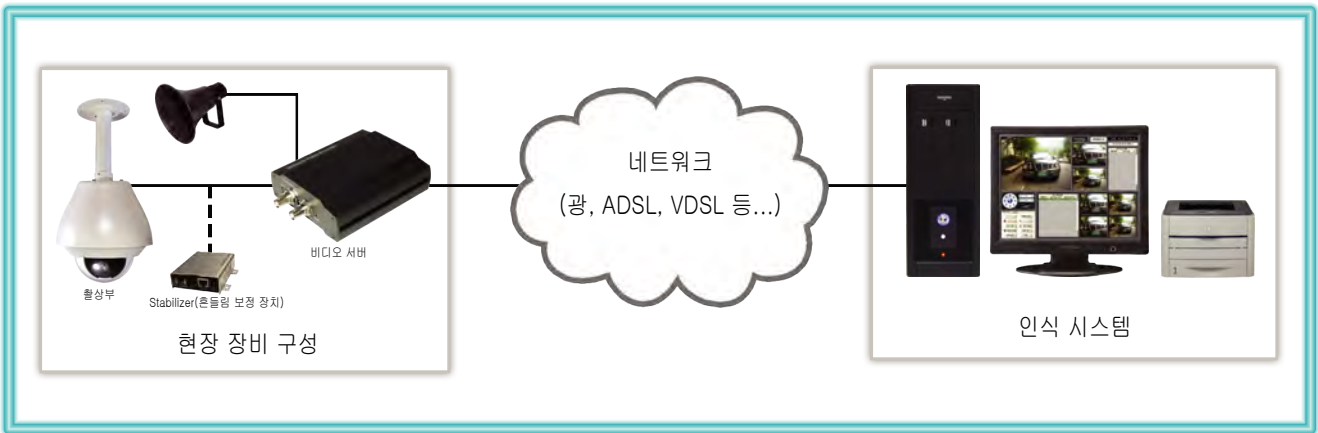 네트워크
(광, ADSL, VDSL 등...)
비디오 서버
촬상부
Stabilizer(흔들림 보정 장치)
현장 장비 구성
인식 시스템